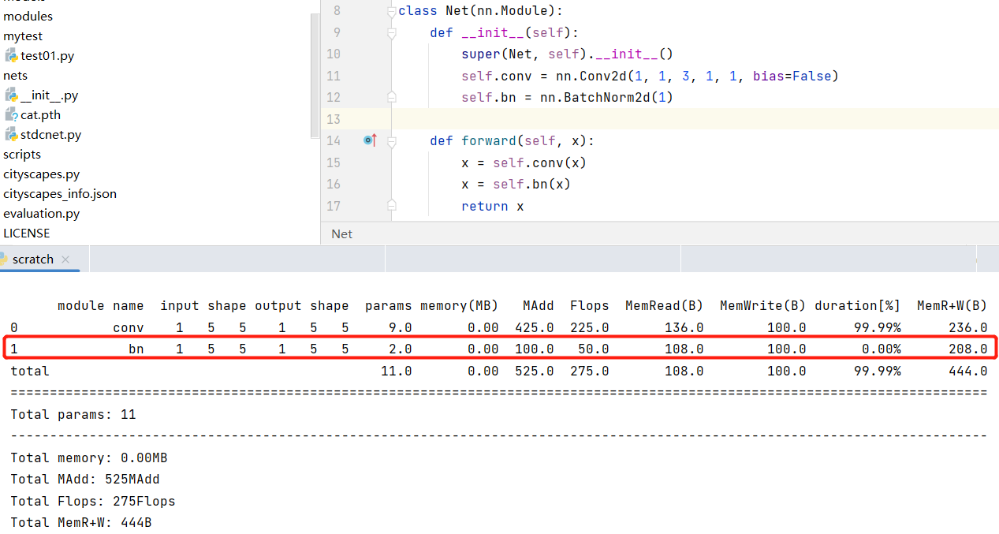 models
modules
mytest
test01.py
nets
__init__.py
cat.pth
stdcnet.py
scripts
cityscapes.py
cityscapes_info.json
evaluation.py
LICENSE
8 class Net(nn.Module):
9 def __init__(self):
10 super(Net, self).__init__()
11 self.conv = nn.Conv2d(1, 1, 3, 1, 1, bias=False)
12 self.bn = nn.BatchNorm2d(1)
13
14 def forward(self, x):
15 x = self.conv(x)
16 x = self.bn(x)
17 return x
Net
scratch
module name input shape output shape params memory(MB) MAdd Flops MemRead(B) MemWrite(B) duration[%] MemR+W(B)
0 conv 1 5 5 1 5 5 9.0 0.00 425.0 225.0 136.0 100.0 99.99% 236.0
1 bn 1 5 5 1 5 5 2.0 0.00 100.0 50.0 108.0 100.0 0.00% 208.0
total 11.0 0.00 525.0 275.0 108.0 100.0 99.99% 444.0
Total params: 11
Total memory: 0.00MB
Total MAdd: 525MAdd
Total Flops: 275Flops
Total MemR+W: 444B